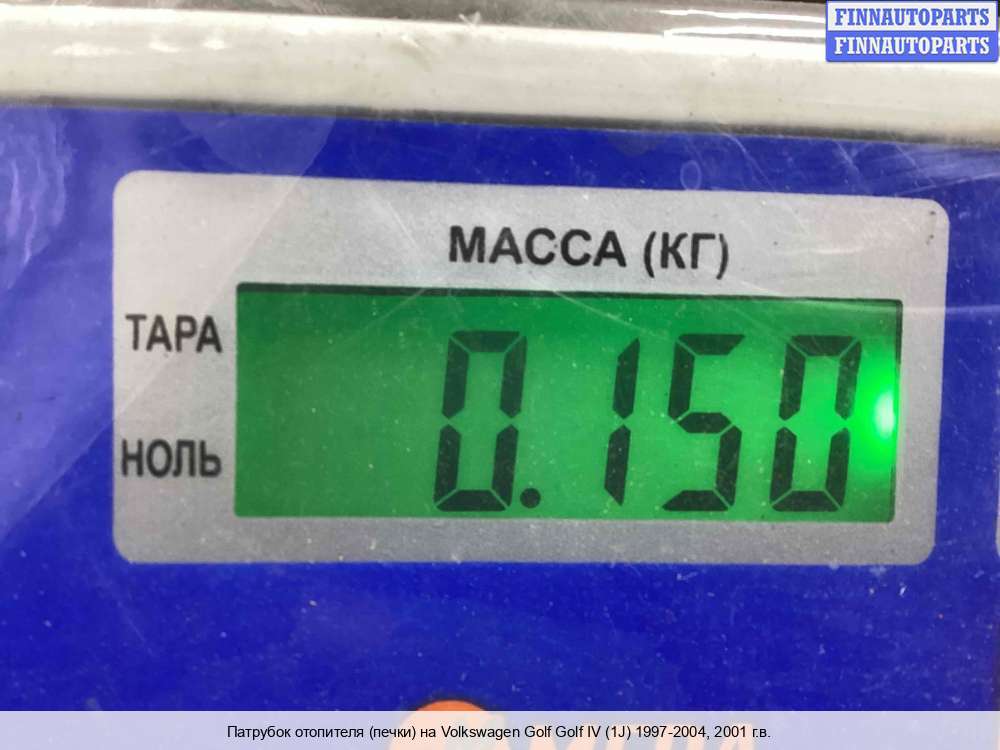 FINNAUTOPARTS
FINNAUTOPARTS
МАССА (КГ)
ТАРА
0.150
НОЛЬ
Патрубок отопителя (печки) на Volkswagen Golf Golf IV (1J) 1997-2004, 2001 г.в.